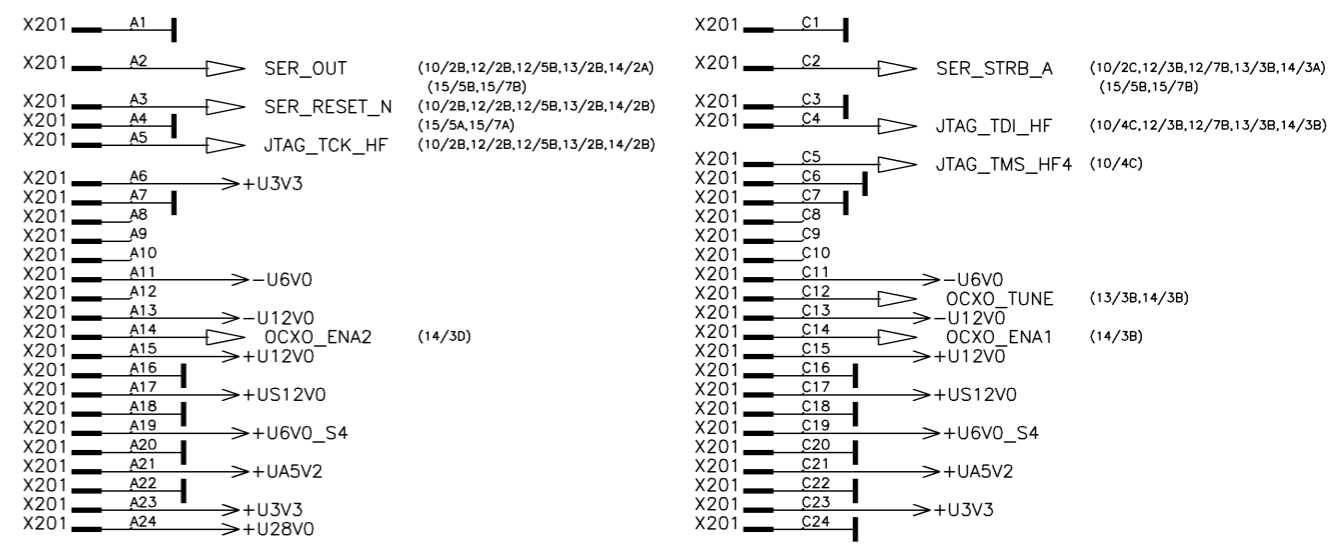 X201 A1
X201 A2 SER_OUT (10/2B,12/2B,12/5B,13/2B,14/2A)
(15/5B,15/7B)
X201 A3 SER_RESET_N (10/2B,12/2B,12/5B,13/2B,14/2B)
X201 A4 (15/5A,15/7A)
X201 A5 JTAG_TCK_HF (10/2B,12/2B,12/5B,13/2B,14/2B)
X201 A6 +U3V3
X201 A7
X201 A8
X201 A9
X201 A10
X201 A11 -U6V0
X201 A12
X201 A13 -U12V0
X201 A14 OCXO_ENA2 (14/3D)
X201 A15 +U12V0
X201 A16
X201 A17 +US12V0
X201 A18
X201 A19 +U6V0_S4
X201 A20
X201 A21 +UA5V2
X201 A22
X201 A23 +U3V3
X201 A24 +U28V0
X201 C1
X201 C2 SER_STRB_A (10/2C,12/3B,12/7B,13/3B,14/3A)
(15/5B,15/7B)
X201 C3
X201 C4 JTAG_TDI_HF (10/4C,12/3B,12/7B,13/3B,14/3B)
X201 C5 JTAG_TMS_HF4 (10/4C)
X201 C6
X201 C7
X201 C8
X201 C9
X201 C10
X201 C11 -U6V0
X201 C12 OCXO_TUNE (13/3B,14/3B)
X201 C13 -U12V0
X201 C14 OCXO_ENA1 (14/3B)
X201 C15 +U12V0
X201 C16
X201 C17 +US12V0
X201 C18
X201 C19 +U6V0_S4
X201 C20
X201 C21 +UA5V2
X201 C22
X201 C23 +U3V3
X201 C24